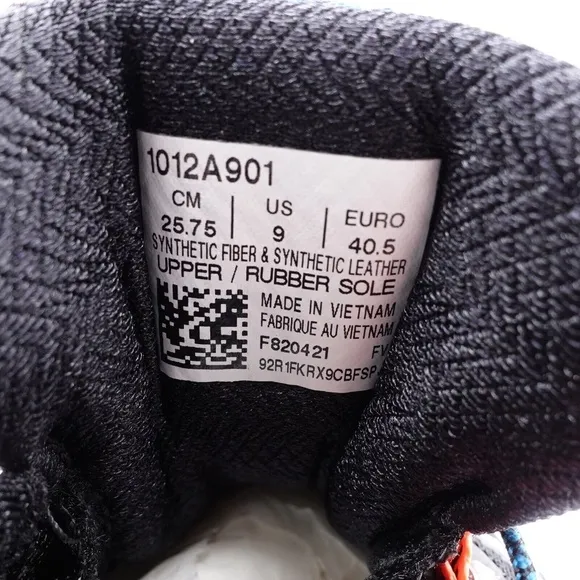 1012A901
CM | US | EURO
25.75 | 9 | 40.5
SYNTHETIC FIBER & SYNTHETIC LEATHER
UPPER / RUBBER SOLE
MADE IN VIETNAM
FABRIQUE AU VIETNAM
F820421 FV
92R1FKRX9CBFSP